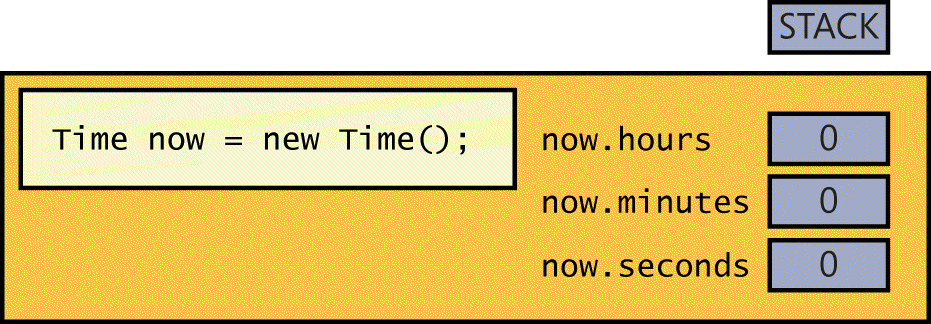 STACK
Time now = new Time();
now.hours 0
now.minutes 0
now.seconds 0